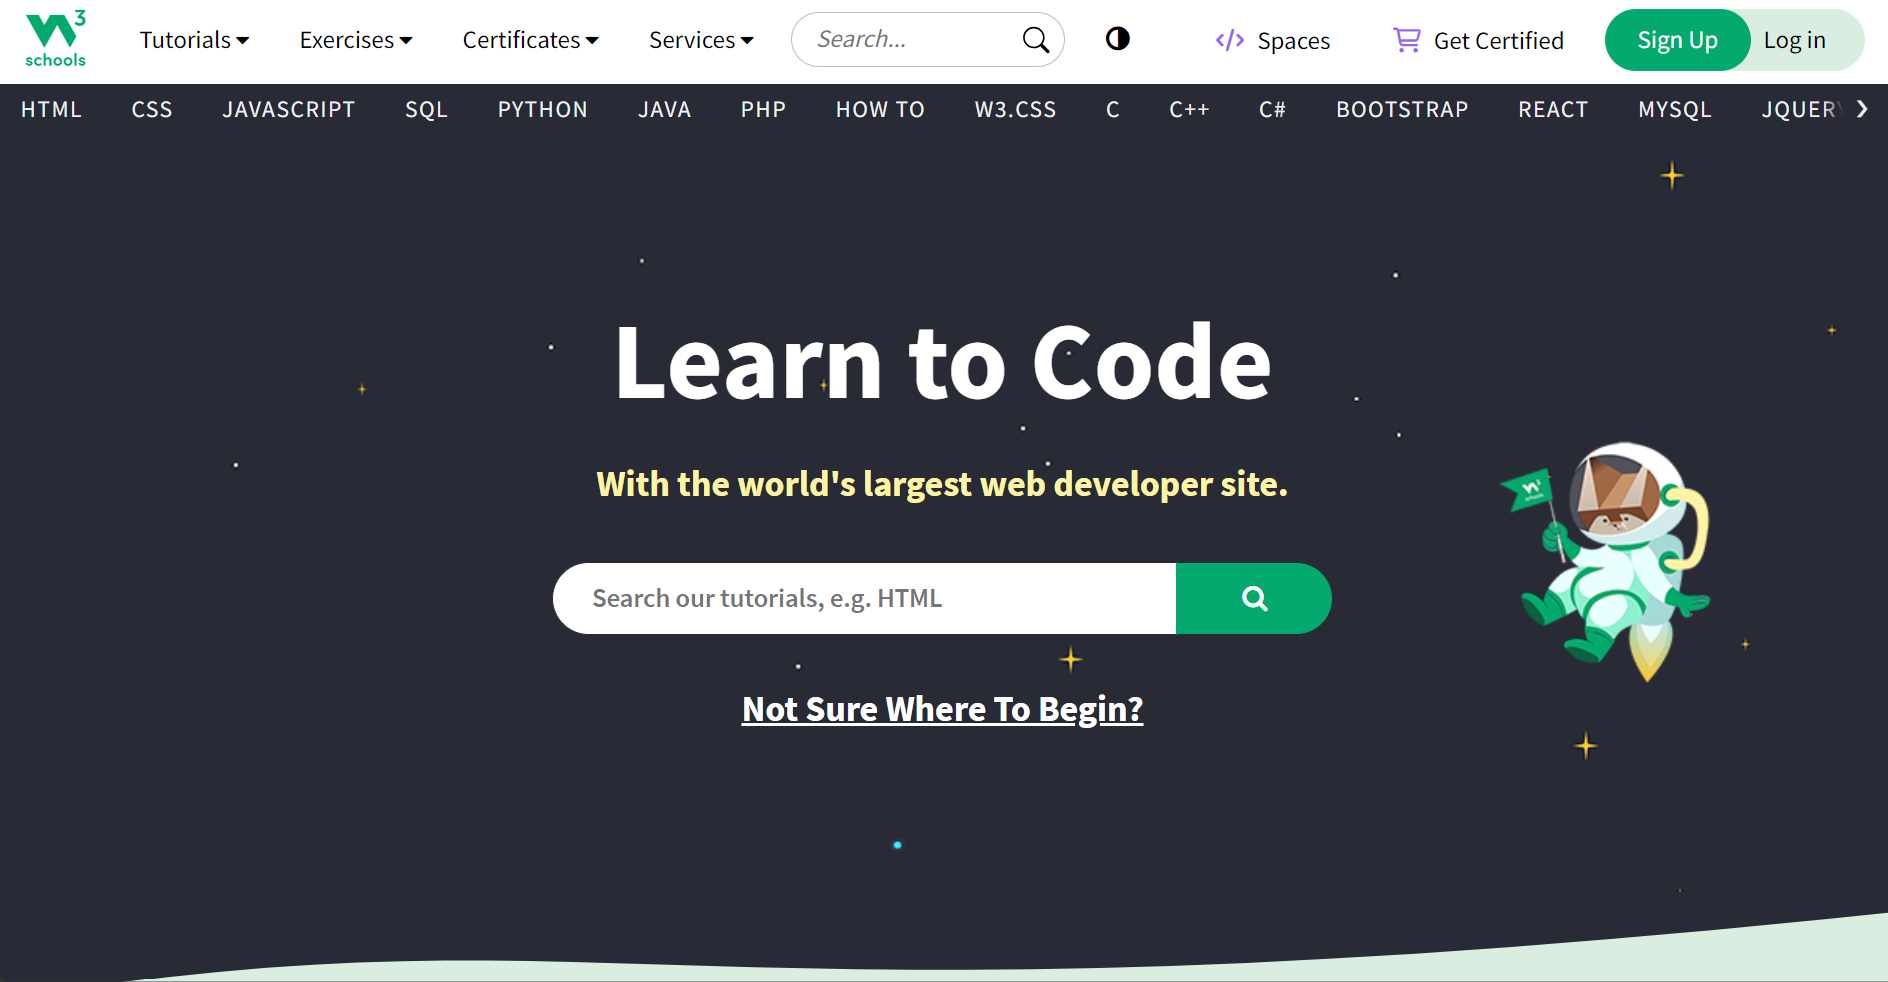 W3 schools
Tutorials Exercises Certificates Services Search... Spaces Get Certified Sign Up Log in
HTML CSS JAVASCRIPT SQL PYTHON JAVA PHP HOW TO W3.CSS C C++ C# BOOTSTRAP REACT MYSQL JQUERY
Learn to Code
With the world's largest web developer site.
Search our tutorials, e.g. HTML
Not Sure Where To Begin?